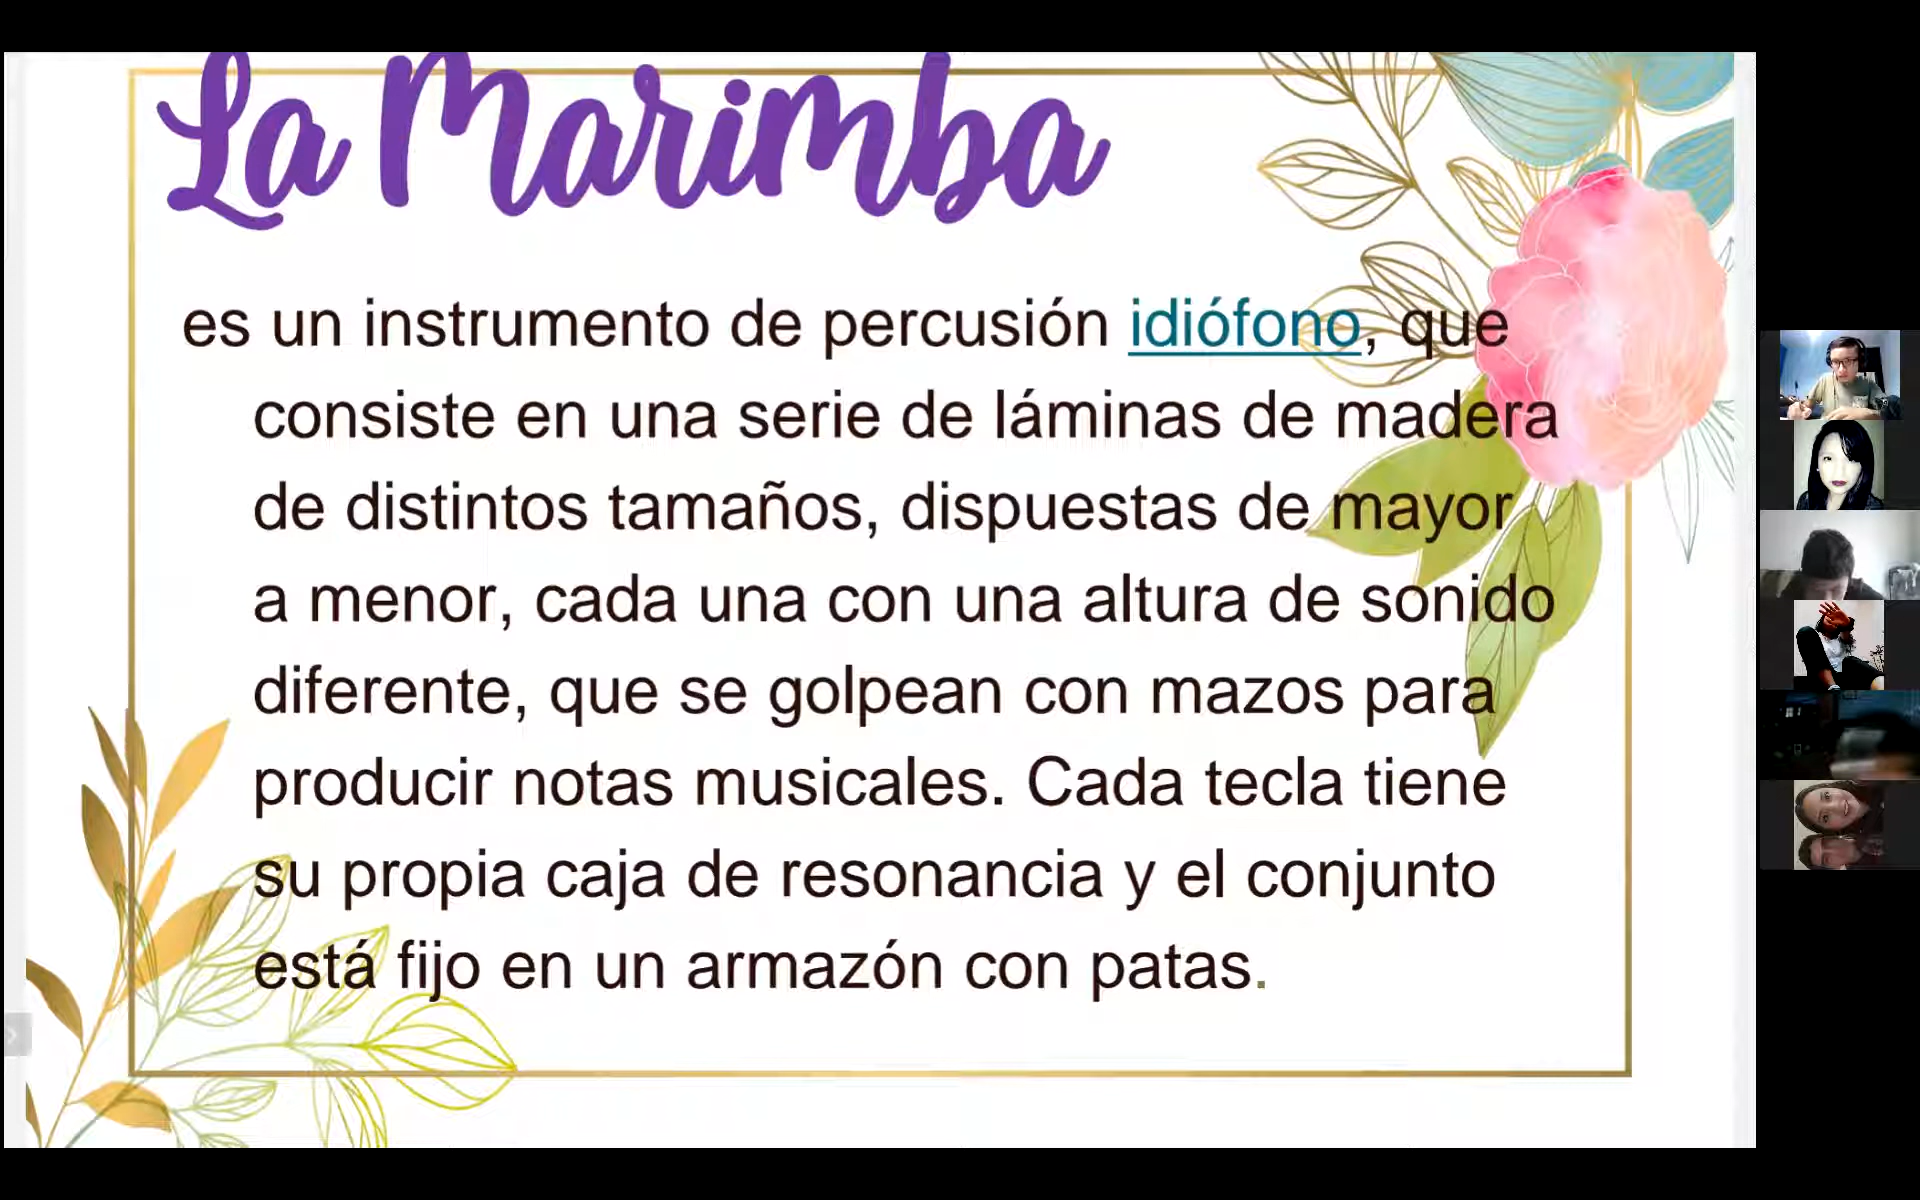 La Marimba
es un instrumento de percusión idiófono, que
consiste en una serie de láminas de madera
de distintos tamaños, dispuestas de mayor
a menor, cada una con una altura de sonido
diferente, que se golpean con mazos para
producir notas musicales. Cada tecla tiene
su propia caja de resonancia y el conjunto
está fijo en un armazón con patas.